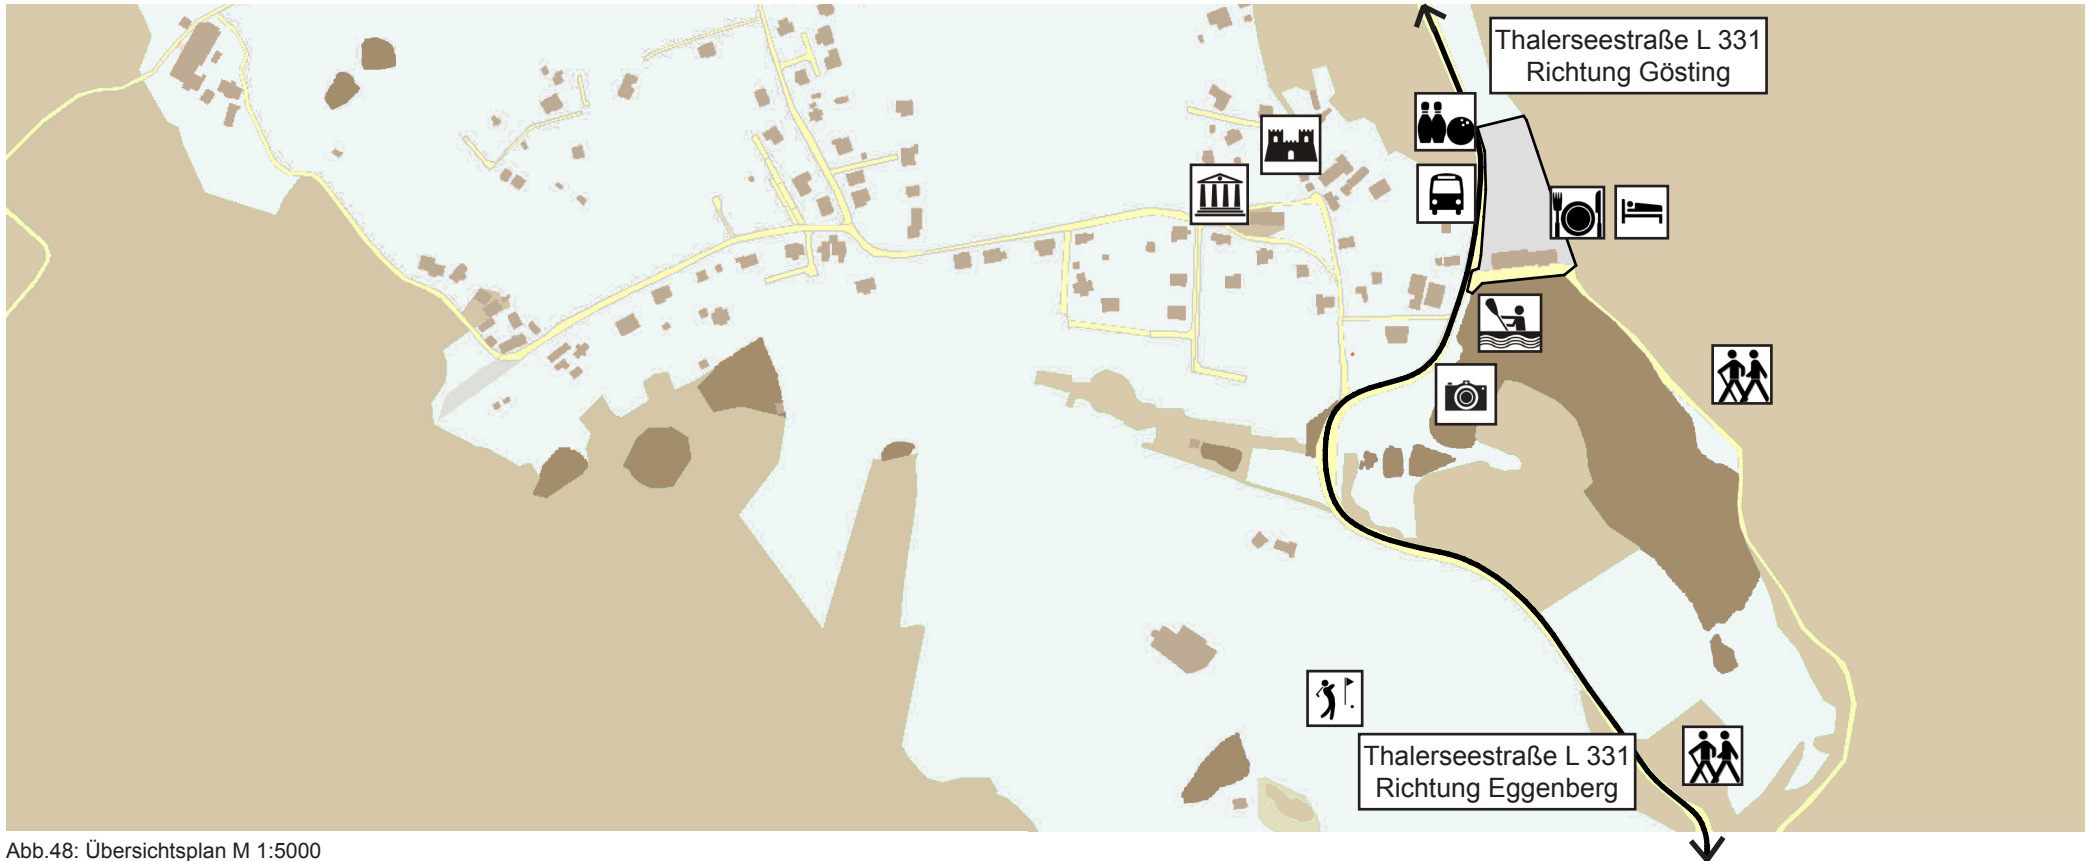 Thalerseestraße L 331
Richtung Gösting
Thalerseestraße L 331
Richtung Eggenberg
Abb.48: Übersichtsplan M 1:5000